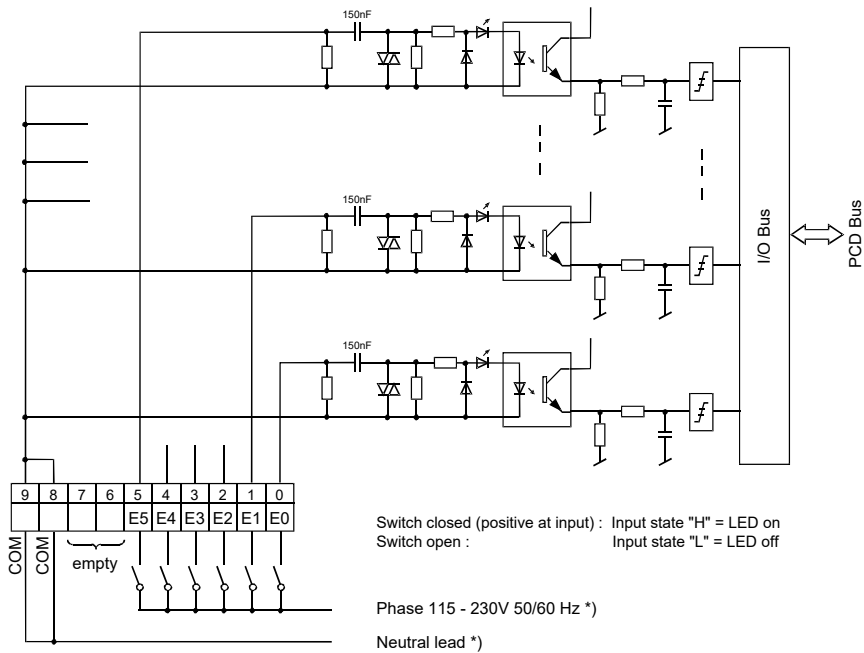 150nF
150nF
150nF
I/O Bus
PCD Bus
9 8 7 6 5 4 3 2 1 0
E5 E4 E3 E2 E1 E0
COM
COM
empty
Switch closed (positive at input) : Input state "H" = LED on
Switch open : Input state "L" = LED off
Phase 115 - 230V 50/60 Hz *)
Neutral lead *)